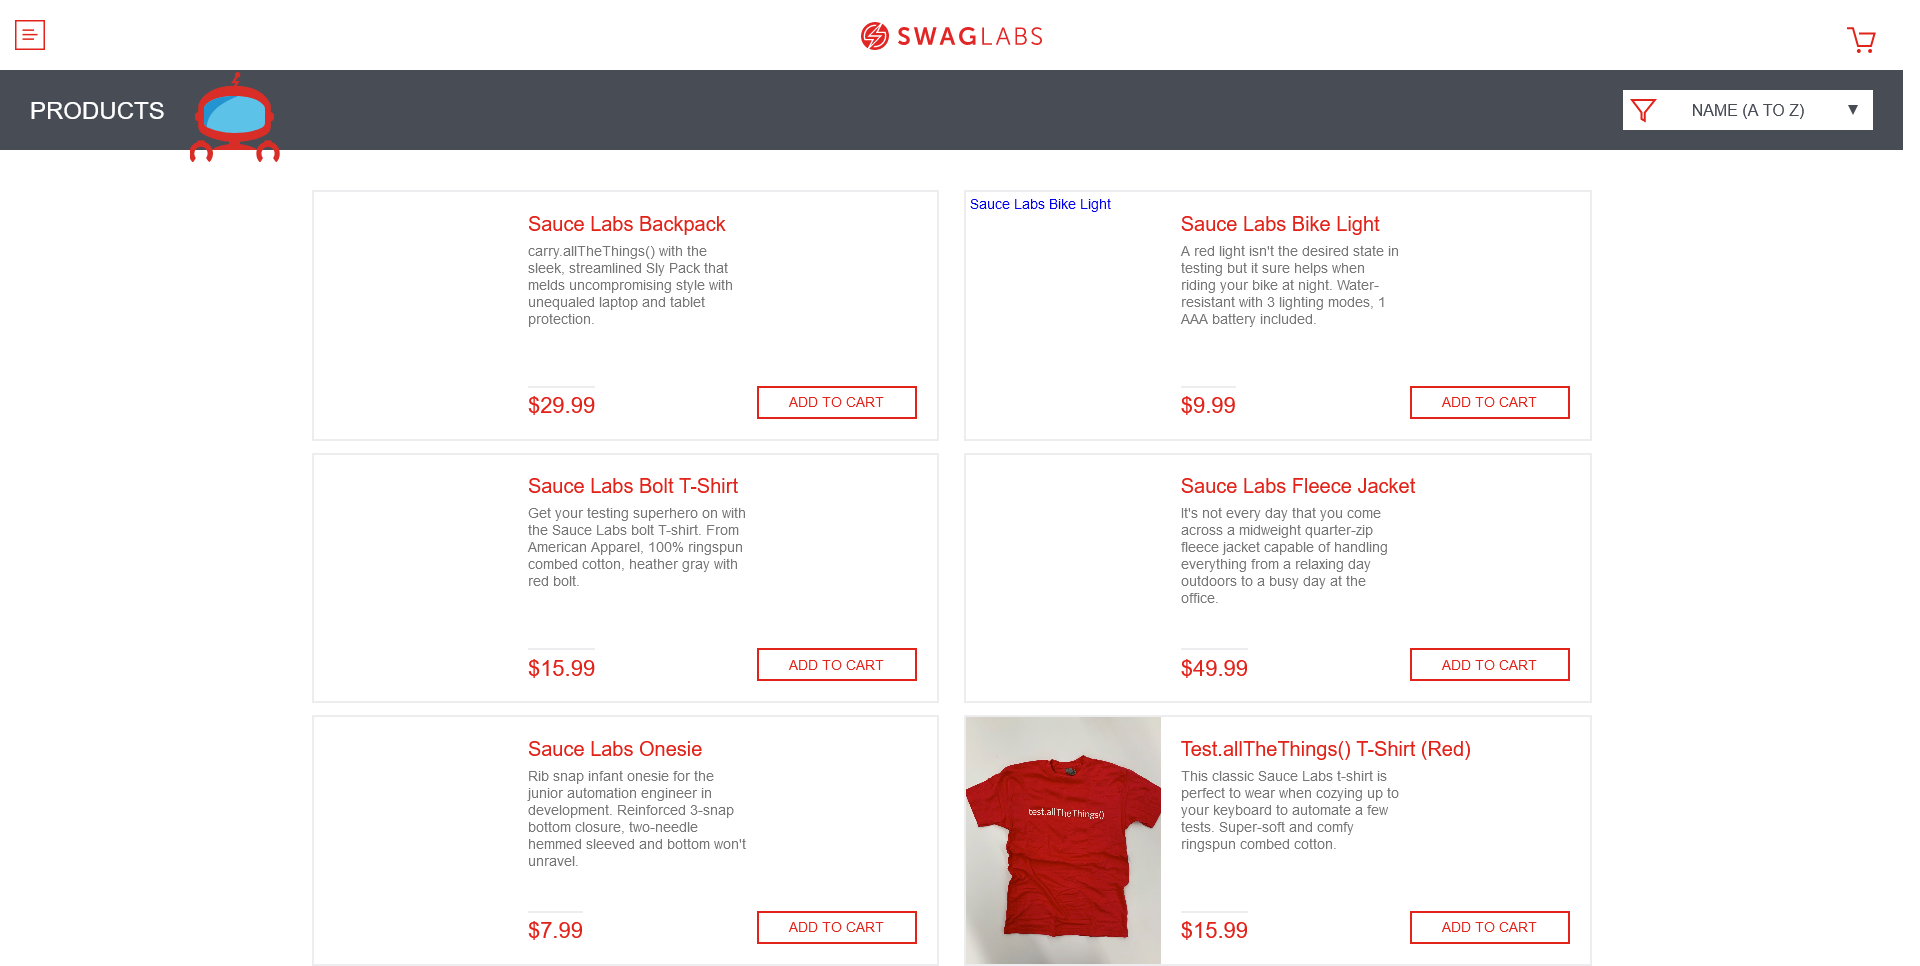 SWAGLABS
PRODUCTS
NAME (A TO Z)
Sauce Labs Backpack
carry.allTheThings() with the
sleek, streamlined Sly Pack that
melds uncompromising style with
unequaled laptop and tablet
protection.
$29.99
ADD TO CART
Sauce Labs Bike Light
Sauce Labs Bike Light
A red light isn't the desired state in
testing but it sure helps when
riding your bike at night. Water-
resistant with 3 lighting modes, 1
AAA battery included.
$9.99
ADD TO CART
Sauce Labs Bolt T-Shirt
Get your testing superhero on with
the Sauce Labs bolt T-shirt. From
American Apparel, 100% ringspun
combed cotton, heather gray with
red bolt.
$15.99
ADD TO CART
Sauce Labs Fleece Jacket
It's not every day that you come
across a midweight quarter-zip
fleece jacket capable of handling
everything from a relaxing day
outdoors to a busy day at the
office.
$49.99
ADD TO CART
Sauce Labs Onesie
Rib snap infant onesie for the
junior automation engineer in
development. Reinforced 3-snap
bottom closure, two-needle
hemmed sleeved and bottom won't
unravel.
$7.99
ADD TO CART
test.allTheThings()
Test.allTheThings() T-Shirt (Red)
This classic Sauce Labs t-shirt is
perfect to wear when cozying up to
your keyboard to automate a few
tests. Super-soft and comfy
ringspun combed cotton.
$15.99
ADD TO CART